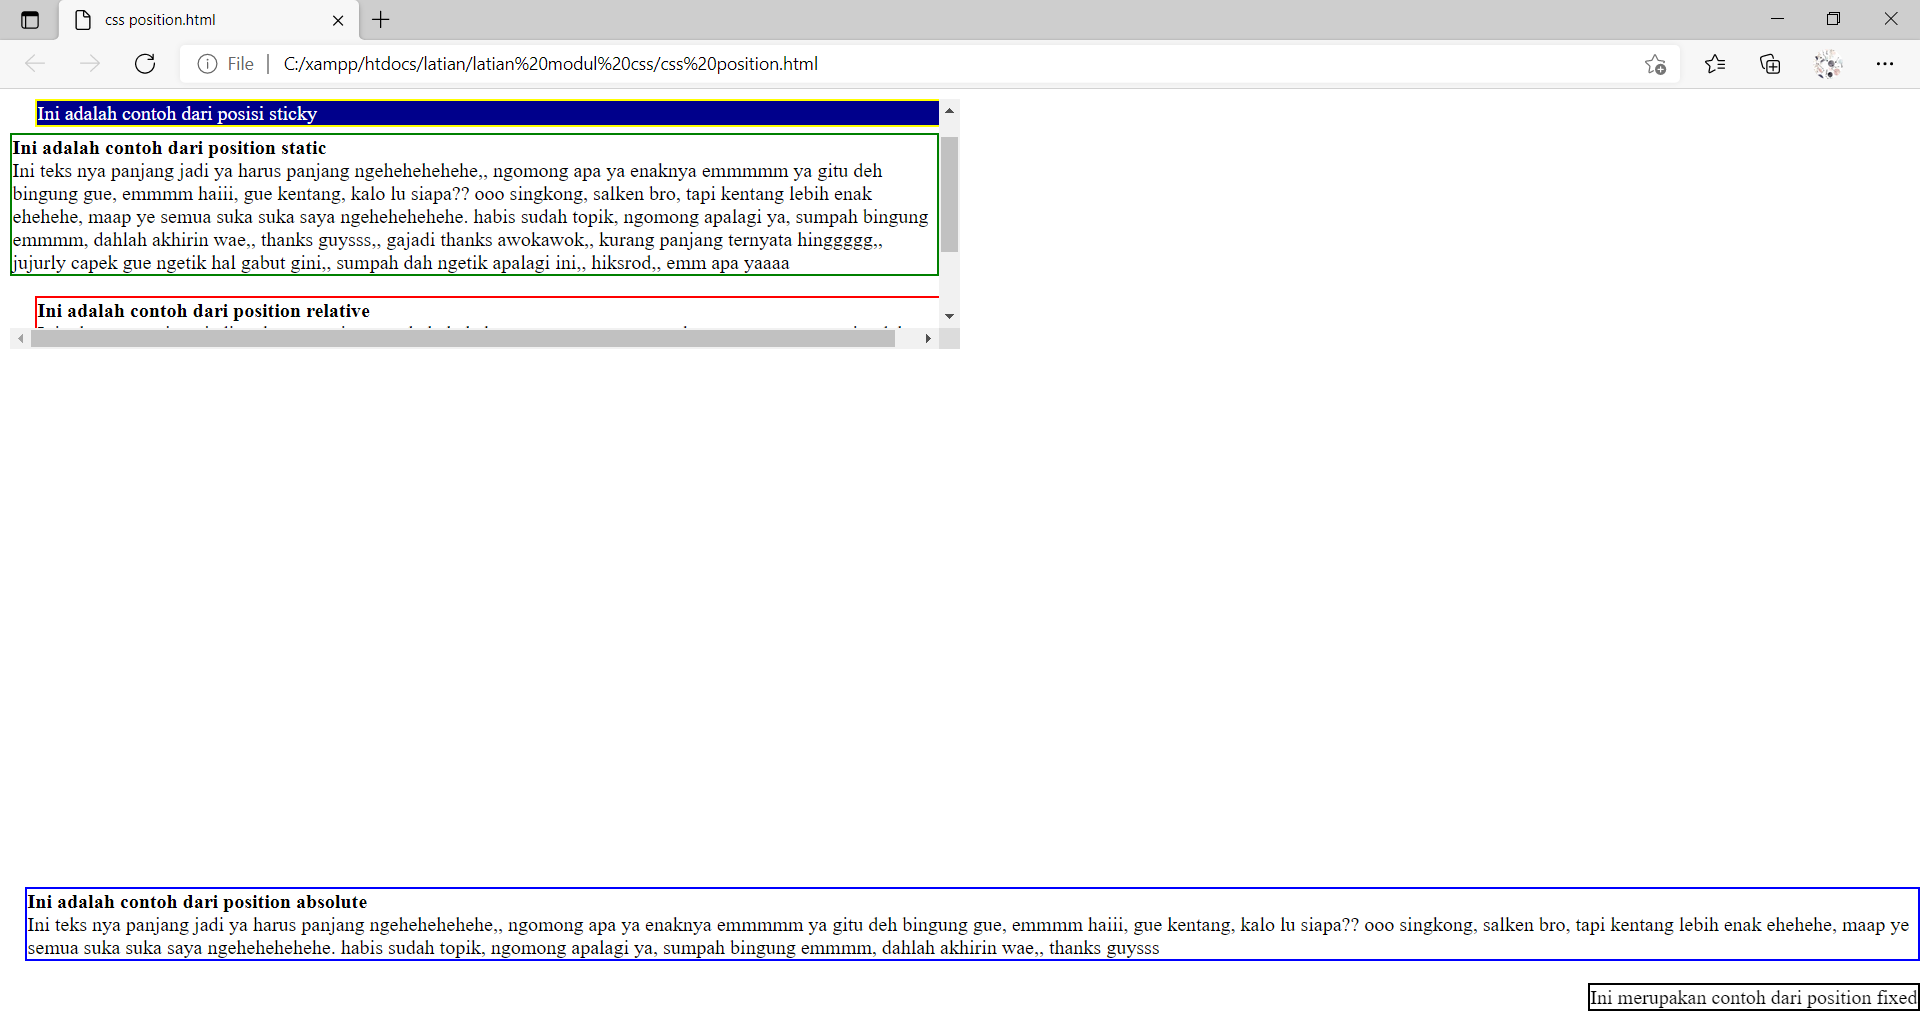 css position.html
File
C:/xampp/htdocs/latian/latian%20modul%20css/css%20position.html
Ini adalah contoh dari posisi sticky
Ini adalah contoh dari position static
Ini teks nya panjang jadi ya harus panjang ngehehehehehe,, ngomong apa ya enaknya emmmmm ya gitu deh
bingung gue, emmmm haiii, gue kentang, kalo lu siapa?? ooo singkong, salken bro, tapi kentang lebih enak
ehehehe, maap ye semua suka suka saya ngehehehehehe. habis sudah topik, ngomong apalagi ya, sumpah bingung
emmmm, dahlah akhirin wae,, thanks guysss,, gajadi thanks awokawok,, kurang panjang ternyata hinggggg,,
jujurly capek gue ngetik hal gabut gini,, sumpah dah ngetik apalagi ini,, hiksrod,, emm apa yaaaa
Ini adalah contoh dari position relative
Ini adalah contoh dari position absolute
Ini teks nya panjang jadi ya harus panjang ngehehehehehe,, ngomong apa ya enaknya emmmmm ya gitu deh bingung gue, emmmm haiii, gue kentang, kalo lu siapa?? ooo singkong, salken bro, tapi kentang lebih enak ehehehe, maap ye
semua suka suka saya ngehehehehehe. habis sudah topik, ngomong apalagi ya, sumpah bingung emmmm, dahlah akhirin wae,, thanks guysss
Ini merupakan contoh dari position fixed